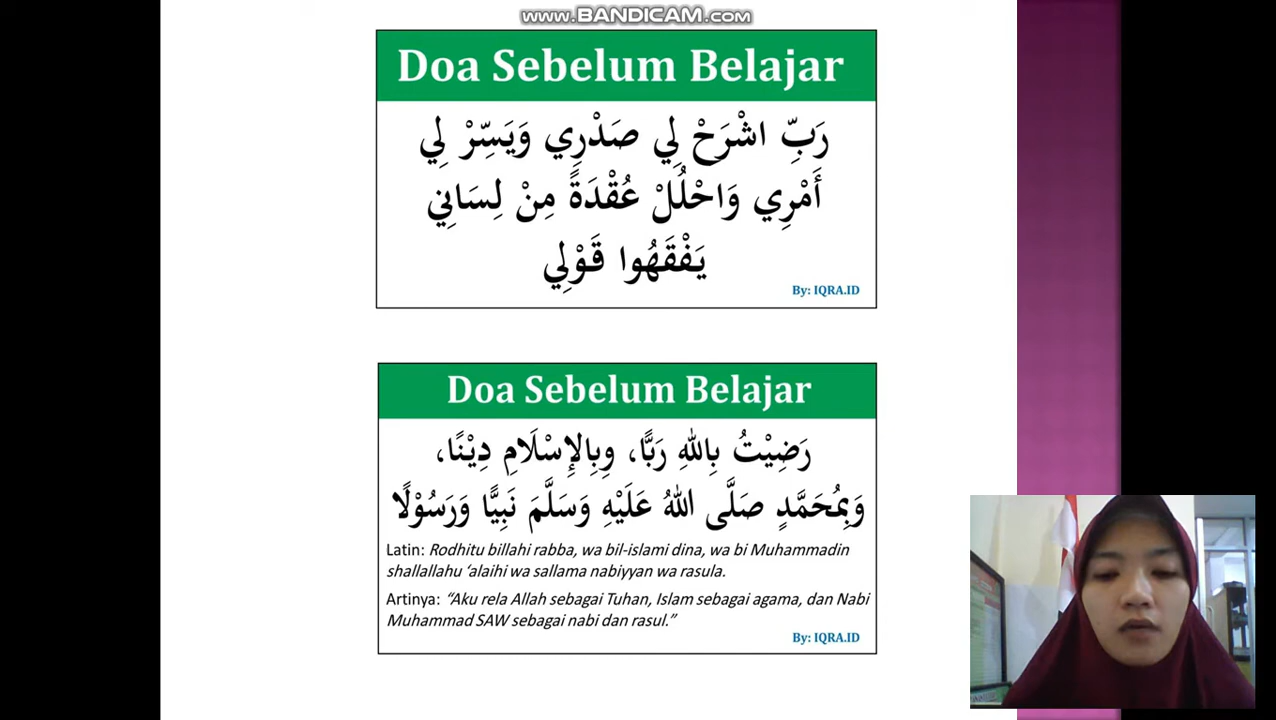 www.BANDICAM.com
Doa Sebelum Belajar
رَبِّ اشْرَحْ لِي صَدْرِي وَيَسِّرْ لِي
أَمْرِي وَاحْلُلْ عُقْدَةً مِنْ لِسَانِي
يَفْقَهُوا قَوْلِي
By: IQRA.ID
Doa Sebelum Belajar
رَضِيْتُ بِاللهِ رَبًّا، وِبِالإِسْلَامِ دِيْنًا،
وَبِمُحَمَّدٍ صَلَّى اللهُ عَلَيْهِ وَسَلَّمَ نَبِيًّا وَرَسُوْلًا
Latin: Rodhitu billahi rabba, wa bil-islami dina, wa bi Muhammadin
shallallahu ‘alaihi wa sallama nabiyyan wa rasula.
Artinya: “Aku rela Allah sebagai Tuhan, Islam sebagai agama, dan Nabi
Muhammad SAW sebagai nabi dan rasul.”
By: IQRA.ID